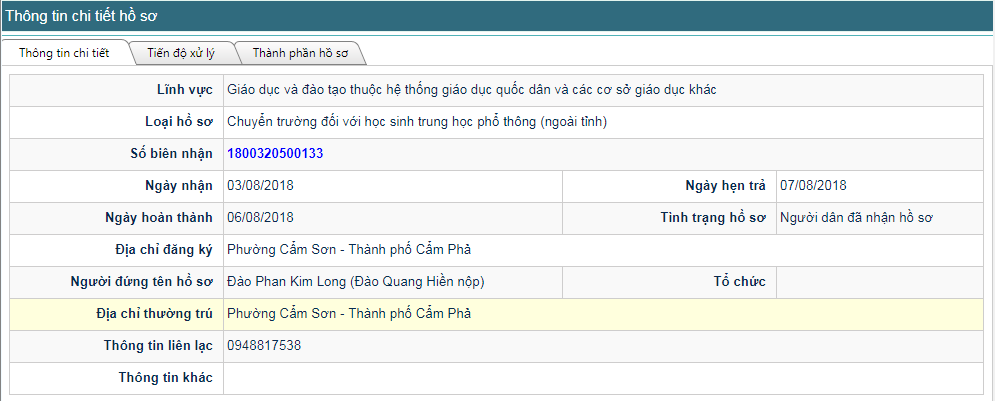 Thông tin chi tiết hồ sơ
Thông tin chi tiết Tiến độ xử lý Thành phần hồ sơ
Lĩnh vực Giáo dục và đào tạo thuộc hệ thống giáo dục quốc dân và các cơ sở giáo dục khác
Loại hồ sơ Chuyển trường đối với học sinh trung học phổ thông (ngoài tỉnh)
Số biên nhận 1800320500133
Ngày nhận 03/08/2018 Ngày hẹn trả 07/08/2018
Ngày hoàn thành 06/08/2018 Tình trạng hồ sơ Người dân đã nhận hồ sơ
Địa chỉ đăng ký Phường Cẩm Sơn - Thành phố Cẩm Phả
Người đứng tên hồ sơ Đào Phan Kim Long (Đào Quang Hiền nộp) Tổ chức
Địa chỉ thường trú Phường Cẩm Sơn - Thành phố Cẩm Phả
Thông tin liên lạc 0948817538
Thông tin khác